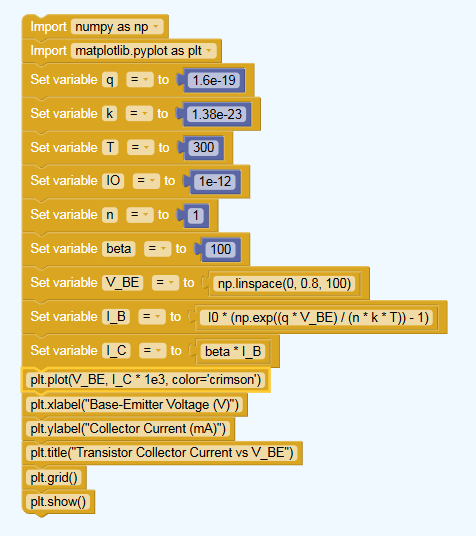 Import numpy as np
Import matplotlib.pyplot as plt
Set variable q = to 1.6e-19
Set variable k = to 1.38e-23
Set variable T = to 300
Set variable IO = to 1e-12
Set variable n = to 1
Set variable beta = to 100
Set variable V_BE = to np.linspace(0, 0.8, 100)
Set variable I_B = to I0 * (np.exp((q * V_BE) / (n * k * T)) - 1)
Set variable I_C = to beta * I_B
plt.plot(V_BE, I_C * 1e3, color='crimson')
plt.xlabel("Base-Emitter Voltage (V)")
plt.ylabel("Collector Current (mA)")
plt.title("Transistor Collector Current vs V_BE")
plt.grid()
plt.show()